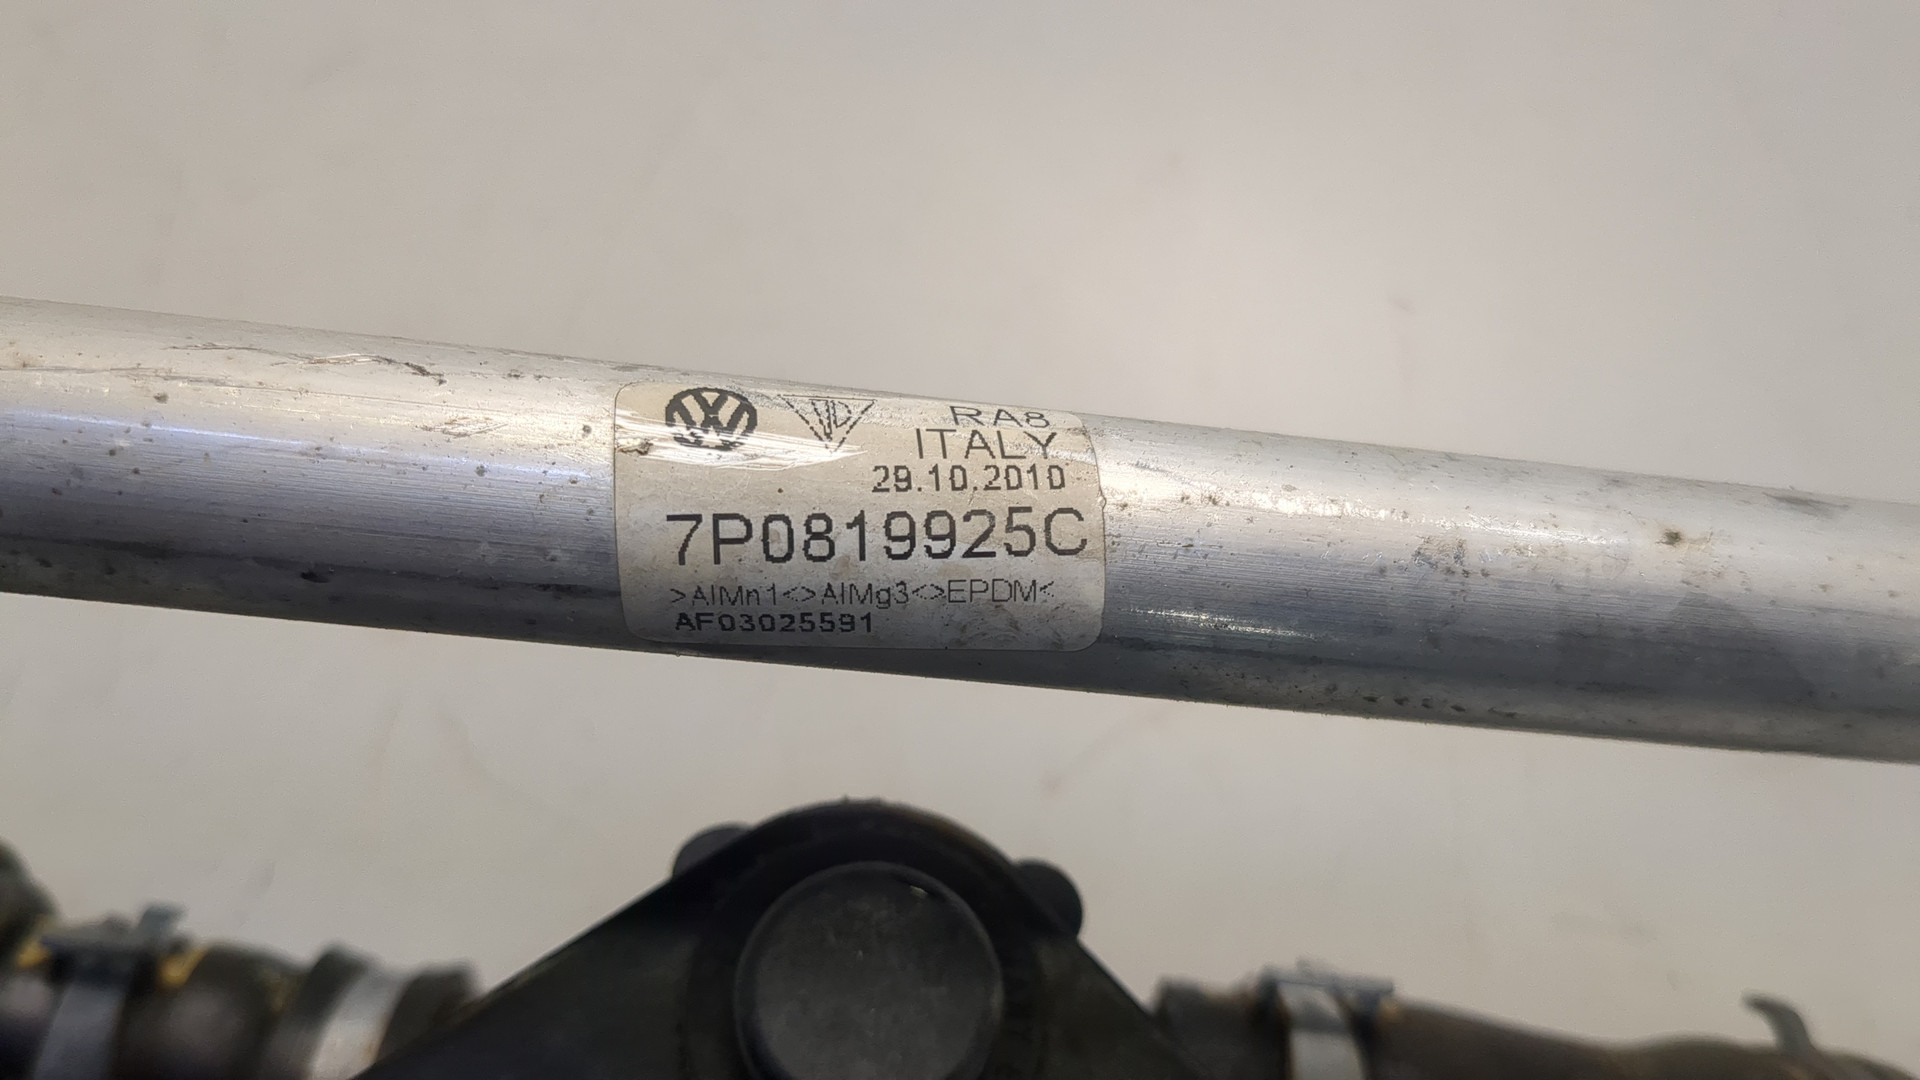 RA8
ITALY
29.10.2010
7P0819925C
>AlMn1<>AlMg3<>EPDM<
AF03025591